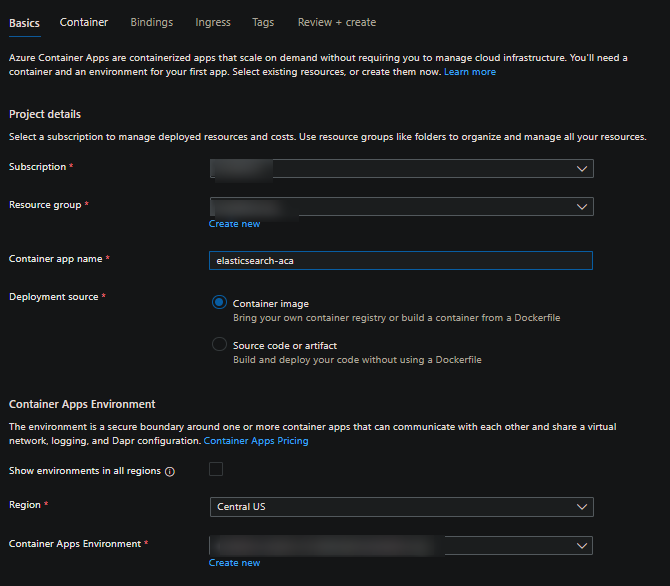 Basics Container Bindings Ingress Tags Review + create
Azure Container Apps are containerized apps that scale on demand without requiring you to manage cloud infrastructure. You'll need a
container and an environment for your first app. Select existing resources, or create them now. Learn more
Project details
Select a subscription to manage deployed resources and costs. Use resource groups like folders to organize and manage all your resources.
Subscription *
Resource group *
Create new
Container app name *
elasticsearch-aca
Deployment source *
Container image
Bring your own container registry or build a container from a Dockerfile
Source code or artifact
Build and deploy your code without using a Dockerfile
Container Apps Environment
The environment is a secure boundary around one or more container apps that can communicate with each other and share a virtual
network, logging, and Dapr configuration. Container Apps Pricing
Show environments in all regions
Region *
Central US
Container Apps Environment *
Create new